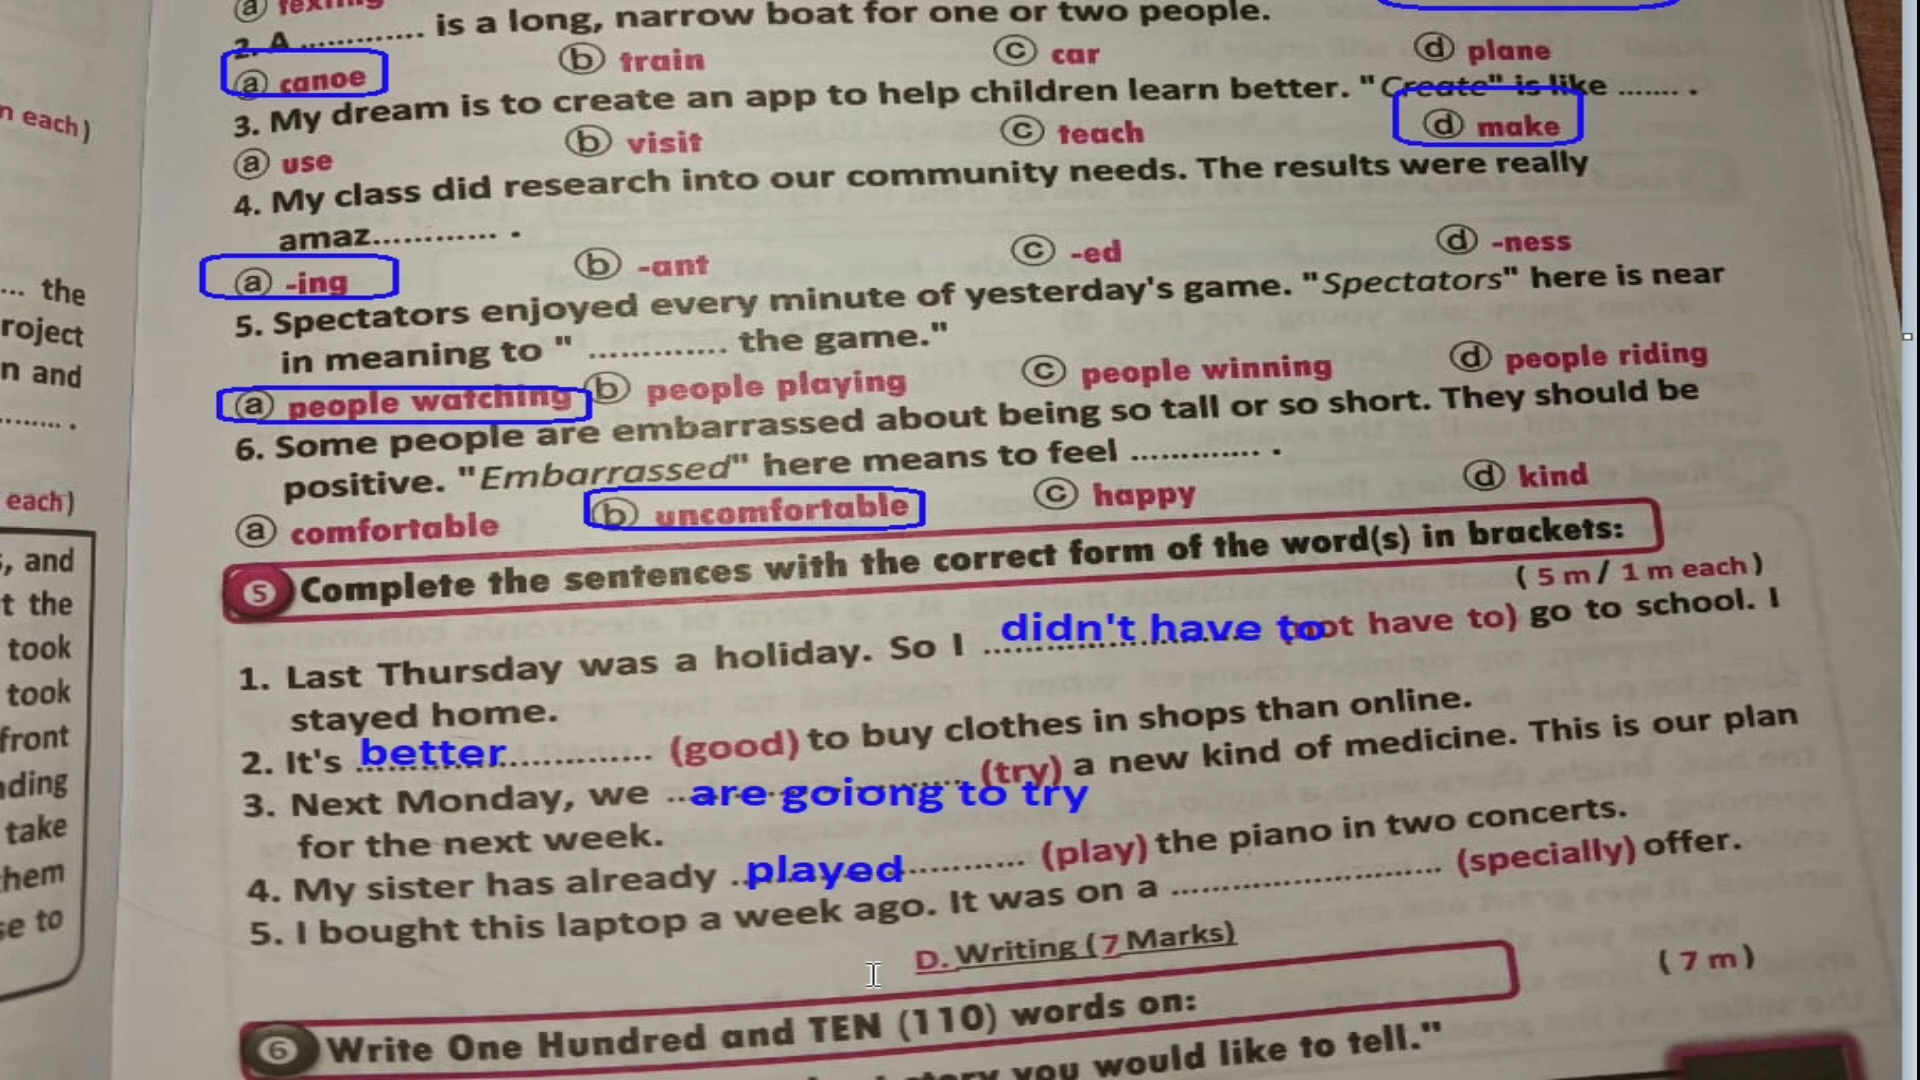 a texting
2. A ............. is a long, narrow boat for one or two people.
a canoe b train c car d plane
3. My dream is to create an app to help children learn better. "Create" is like ....... .
a use b visit c teach d make
4. My class did research into our community needs. The results were really
amaz............. .
a -ing b -ant c -ed d -ness
5. Spectators enjoyed every minute of yesterday's game. "Spectators" here is near
in meaning to " ............. the game."
a people watching b people playing c people winning d people riding
6. Some people are embarrassed about being so tall or so short. They should be
positive. "Embarrassed" here means to feel ............. .
a comfortable b uncomfortable c happy d kind
5 Complete the sentences with the correct form of the word(s) in brackets:
( 5 m / 1 m each )
1. Last Thursday was a holiday. So I didn't have to (not have to) go to school. I
stayed home.
2. It's better (good) to buy clothes in shops than online.
3. Next Monday, we are goiong to try (try) a new kind of medicine. This is our plan
for the next week.
4. My sister has already played (play) the piano in two concerts.
5. I bought this laptop a week ago. It was on a ............................ (specially) offer.
D. Writing (7 Marks)
6 Write One Hundred and TEN (110) words on:
( 7 m )
story you would like to tell."
n each)
... the
roject
n and
........ .
each)
, and
t the
took
took
front
ding
take
hem
se to